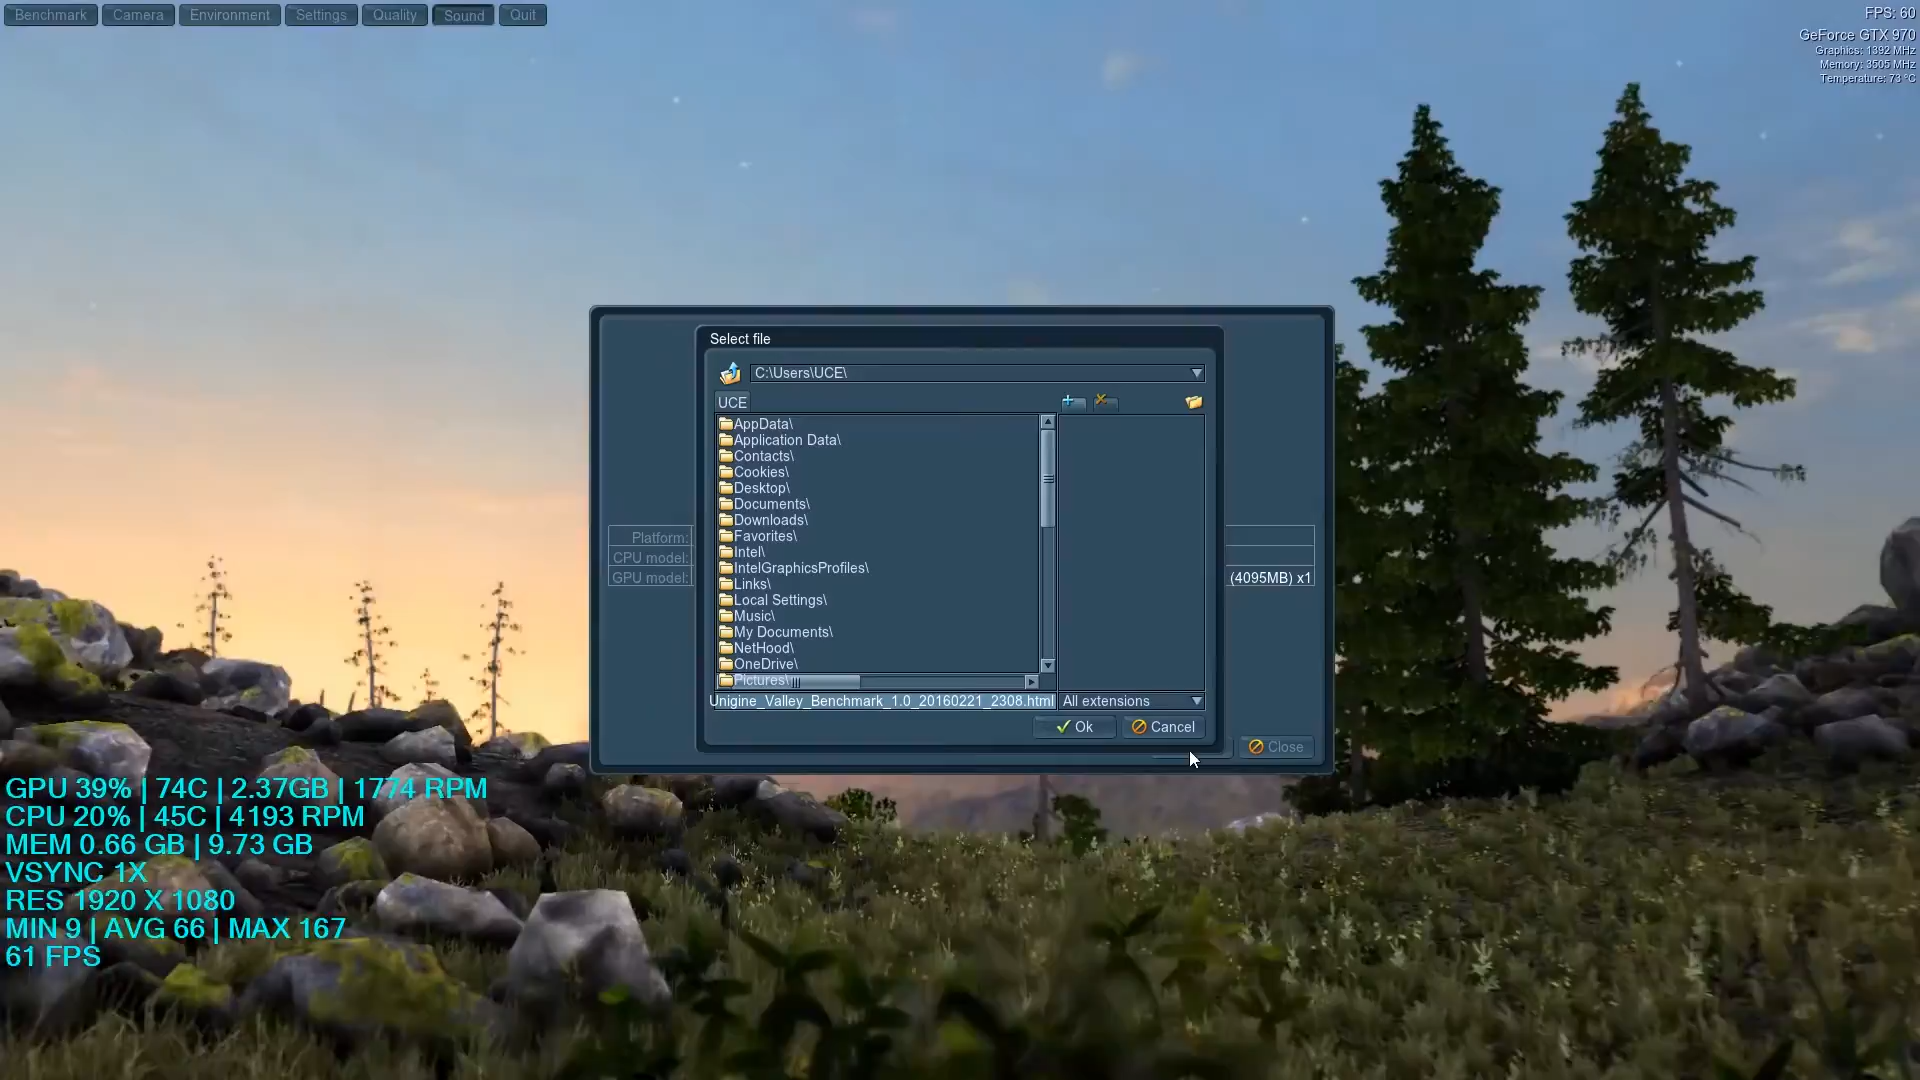 Benchmark Camera Environment Settings Quality Sound Quit
FPS: 60
GeForce GTX 970
Graphics: 1392 MHz
Memory: 3505 MHz
Temperature: 73 °C
Select file
C:\Users\UCE\
UCE
AppData\
Application Data\
Contacts\
Cookies\
Desktop\
Documents\
Downloads\
Favorites\
Intel\
IntelGraphicsProfiles\
Links\
Local Settings\
Music\
My Documents\
NetHood\
OneDrive\
Pictures\
Platform:
CPU model:
GPU model: (4095MB) x1
Unigine_Valley_Benchmark_1.0_20160221_2308.html All extensions
Ok Cancel
Close
GPU 39% | 74C | 2.37GB | 1774 RPM
CPU 20% | 45C | 4193 RPM
MEM 0.66 GB | 9.73 GB
VSYNC 1X
RES 1920 X 1080
MIN 9 | AVG 66 | MAX 167
61 FPS